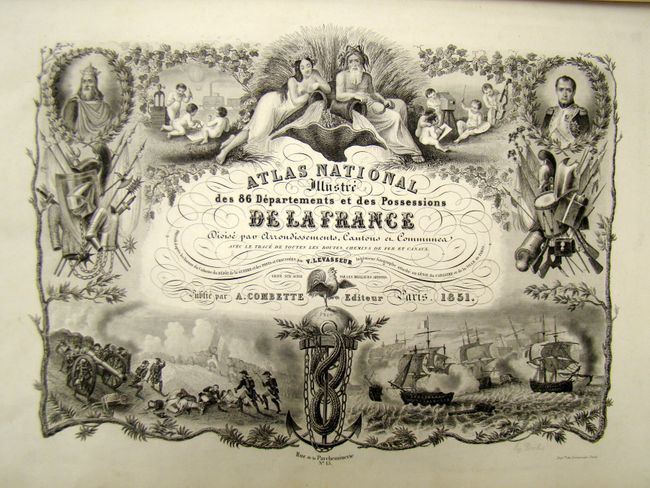 ATLAS NATIONAL
Illustré
des 86 Départements et des Possessions
DE LA FRANCE
Divisé par Arrondissements, Cantons et Communes
AVEC LE TRACÉ DE TOUTES LES ROUTES, CHEMINS DE FER ET CANAUX
V. LEVASSEUR
Publié par A. COMBETTE Editeur Paris, 1851.
Rue de la Parcheminerie
Nº 15.